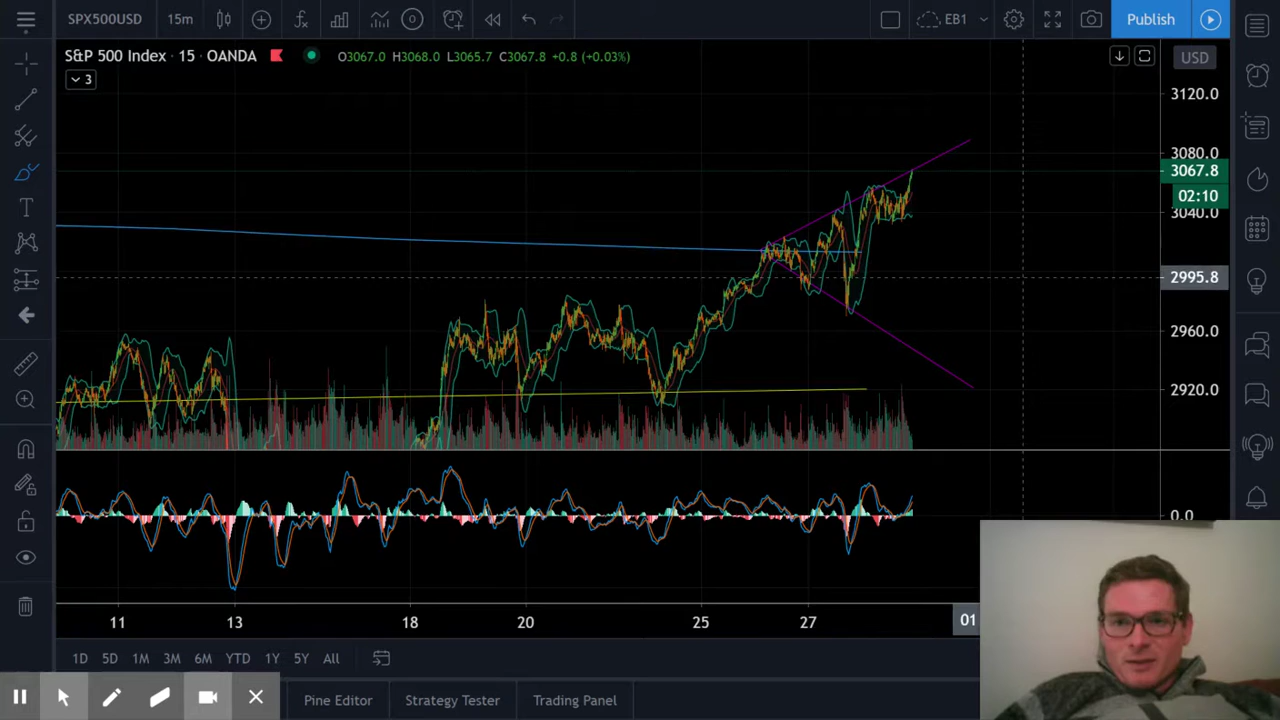 SPX500USD 15m EB1 Publish
S&P 500 Index · 15 · OANDA O3067.0 H3068.0 L3065.7 C3067.8 +0.8 (+0.03%) USD
3
3120.0
3080.0
3067.8
02:10
3040.0
2995.8
2960.0
2920.0
0.0
11 13 18 20 25 27 01
1D 5D 1M 3M 6M YTD 1Y 5Y All
Pine Editor Strategy Tester Trading Panel